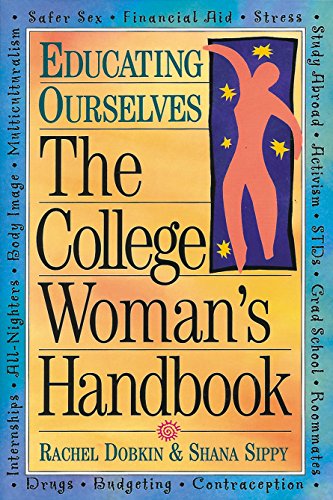 Safer Sex • Financial Aid • Stress •
Study Abroad • Activism • STDs • Grad School • Roommates
Drugs • Budgeting • Contraception •
Internships • All-Nighters • Body Image • Multiculturalism •
EDUCATING
OURSELVES
The
College
Woman's
Handbook
RACHEL DOBKIN & SHANA SIPPY